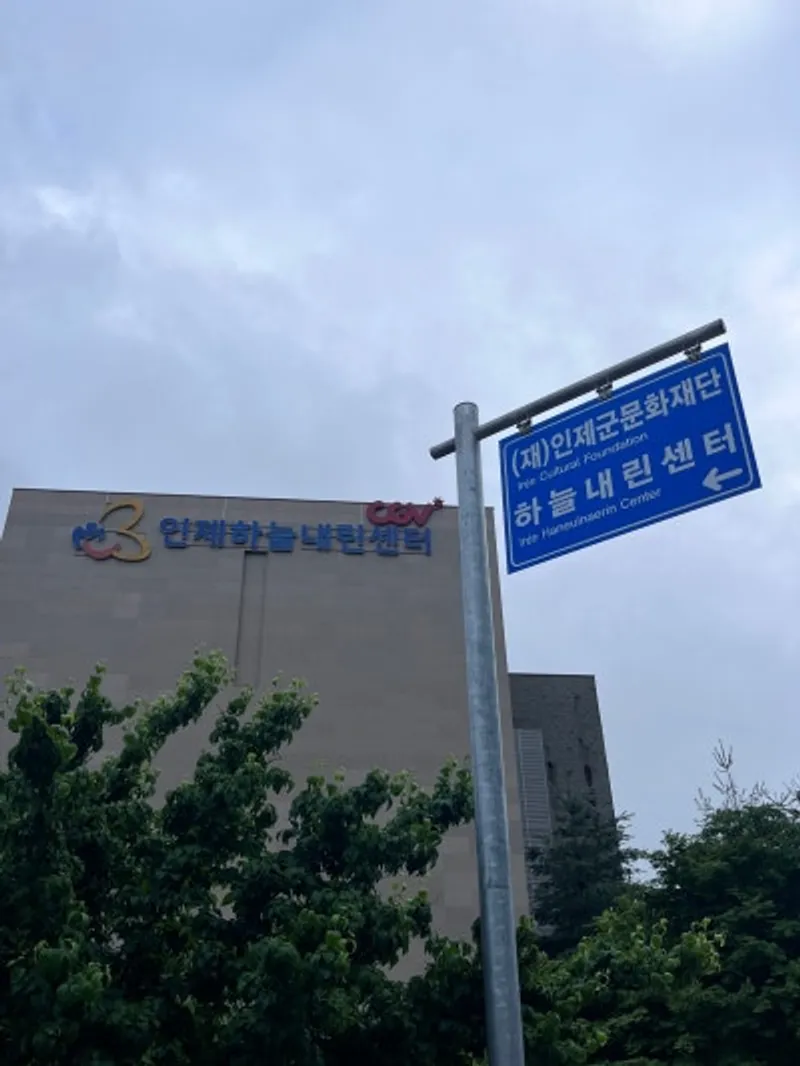 CGV
인제하늘내린센터
(재)인제군문화재단
Inje Cultural Foundation
하늘내린센터
Inje Haneulnaerin Center